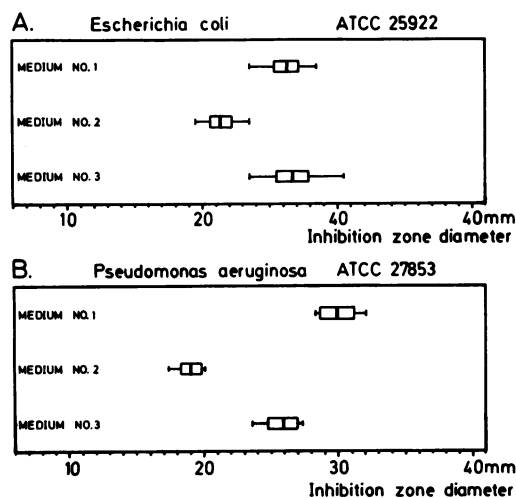 A. Escherichia coli ATCC 25922
MEDIUM NO. 1
MEDIUM NO. 2
MEDIUM NO. 3
10 20 40 40mm
Inhibition zone diameter
B. Pseudomonas aeruginosa ATCC 27853
MEDIUM NO. 1
MEDIUM NO. 2
MEDIUM NO. 3
10 20 30 40mm
Inhibition zone diameter